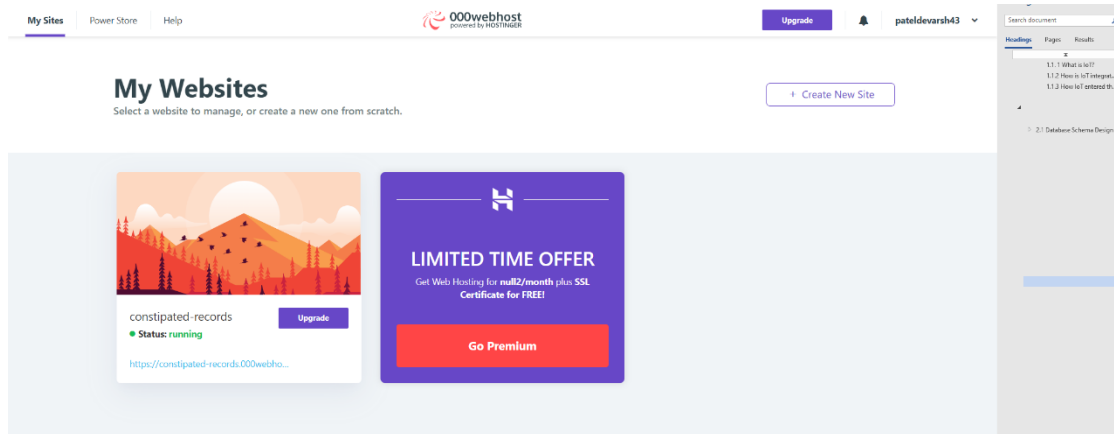 My Sites
Power Store
Help
000webhost
powered by HOSTINGER
Upgrade
pateldevarsh43
My Websites
Select a website to manage, or create a new one from scratch.
+ Create New Site
constipated-records
Upgrade
Status: running
https://constipated-records.000webho...
LIMITED TIME OFFER
Get Web Hosting for null2/month plus SSL
Certificate for FREE!
Go Premium
Search document
Headings
Pages
Results
1.1.1 What is IoT?
1.1.2 How is IoT integrat...
1.1.3 How IoT entered th...
2.1 Database Schema Design